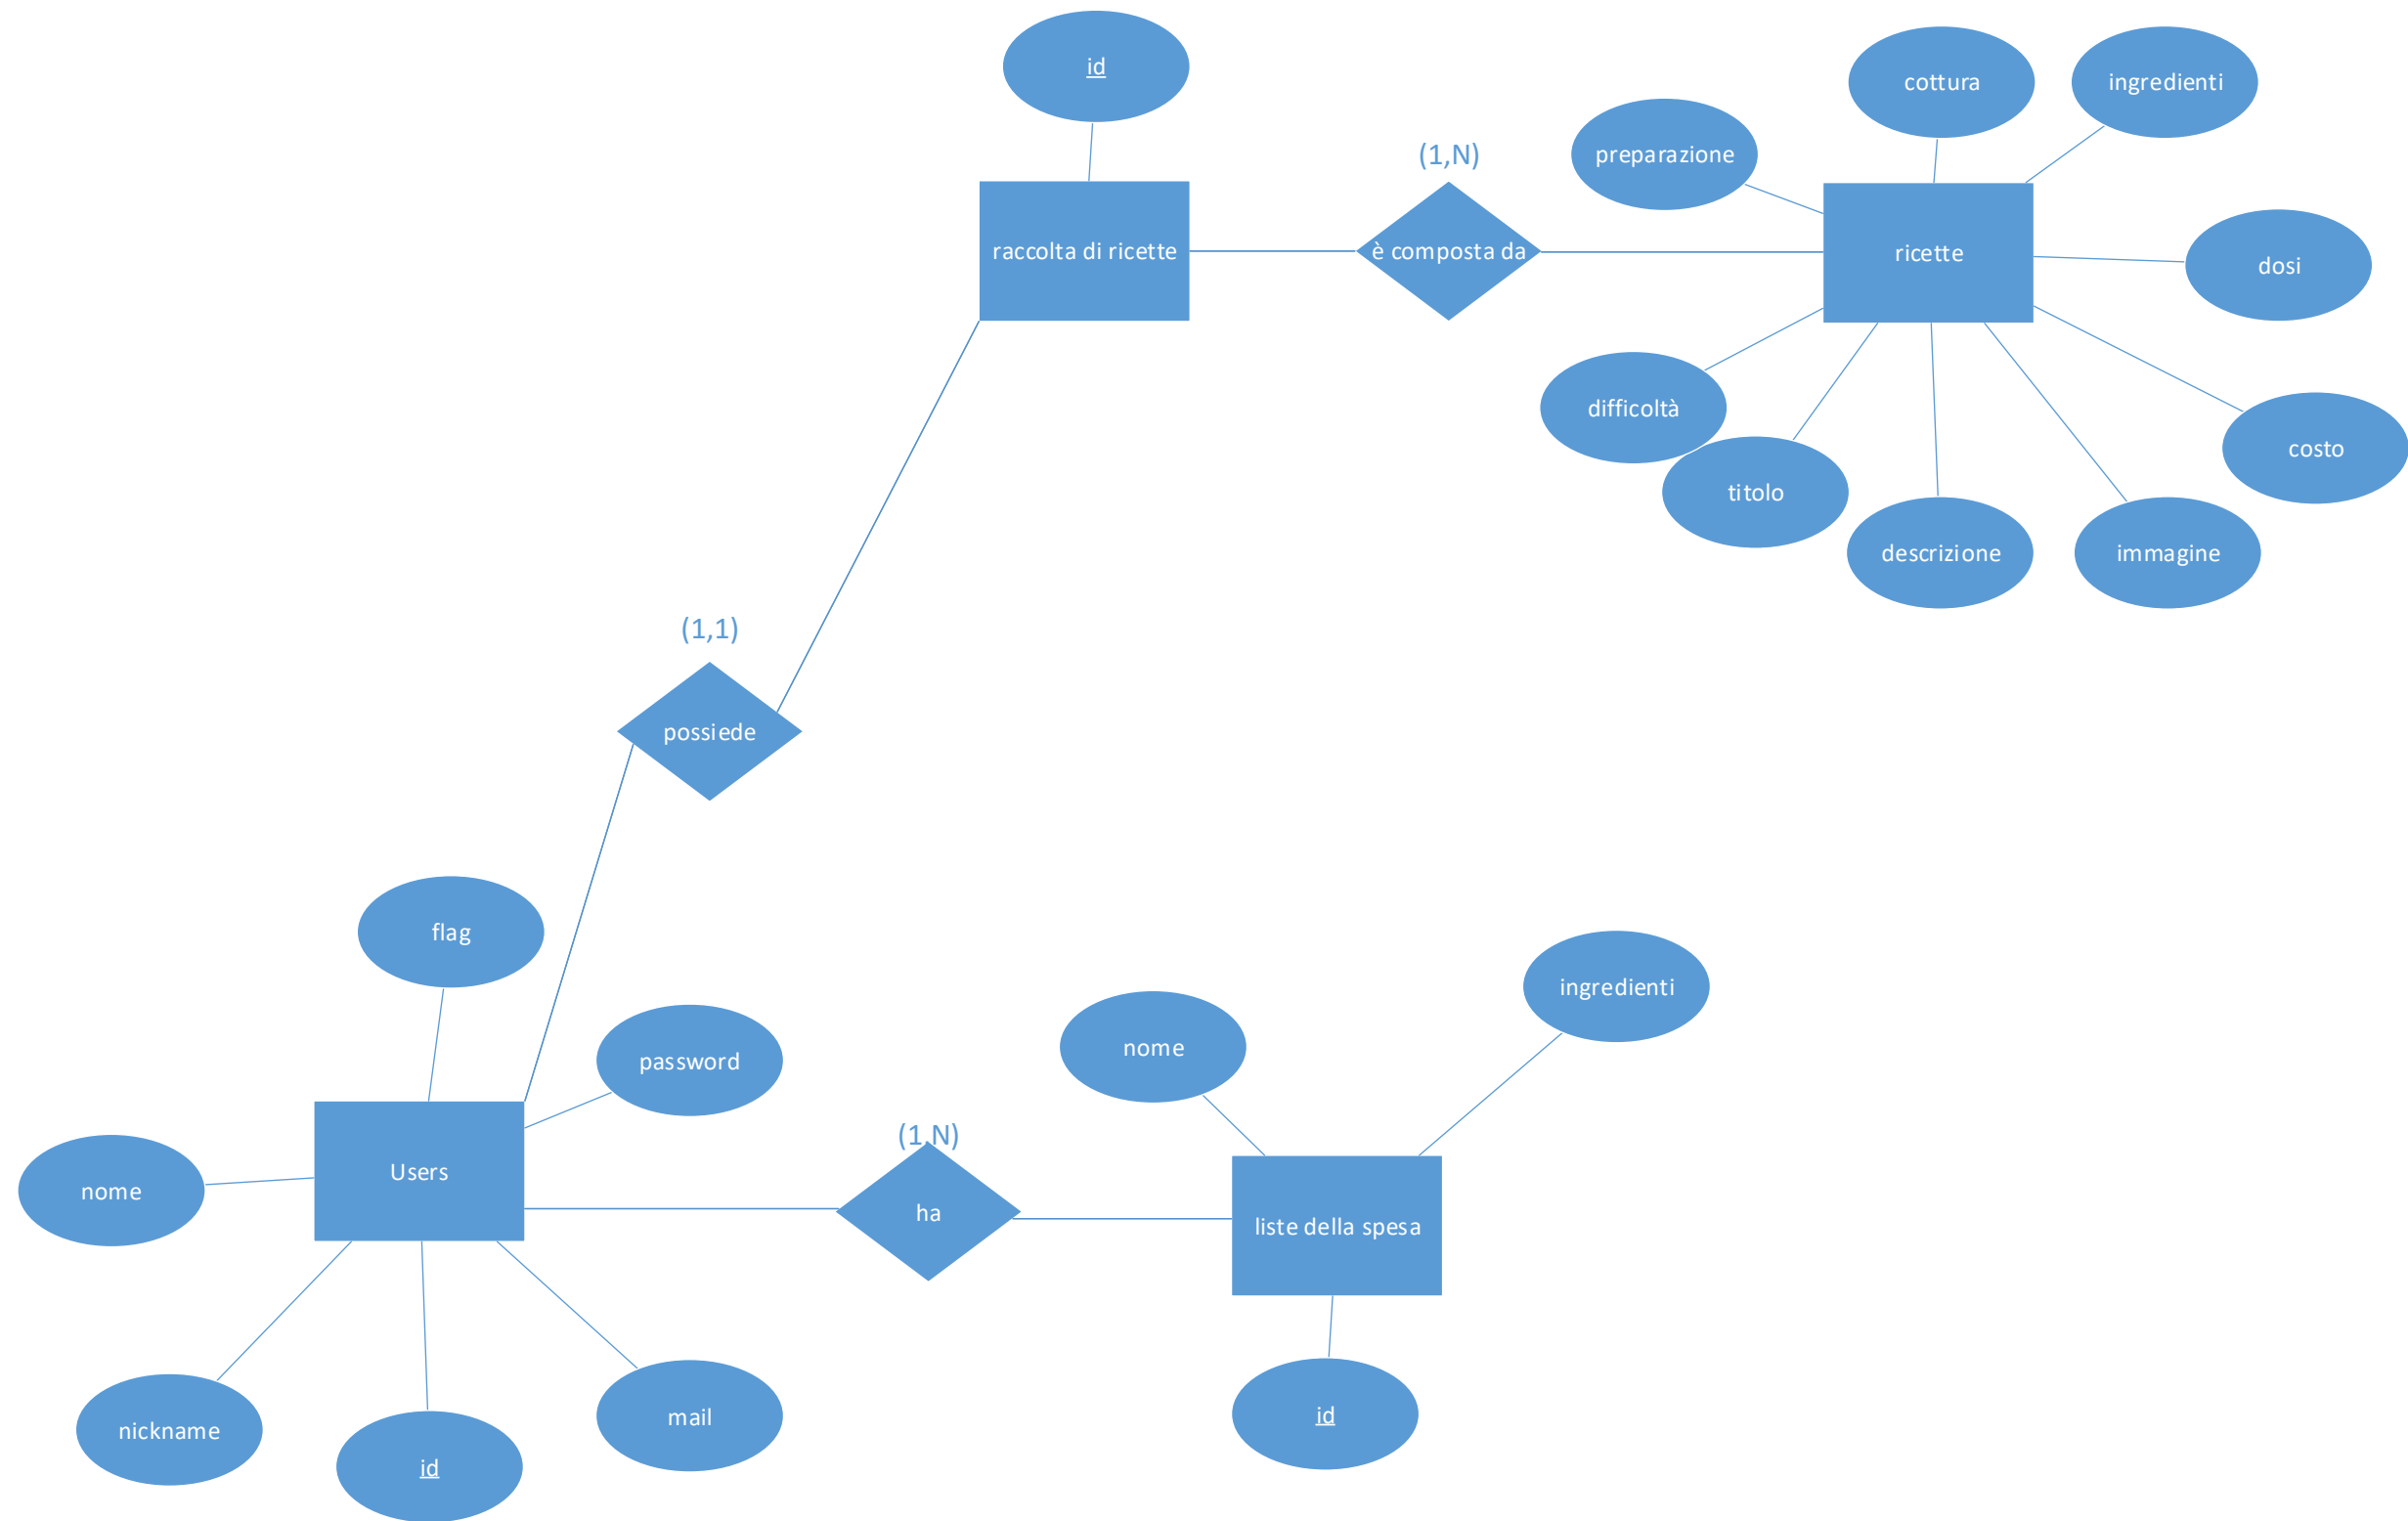 id
cottura
ingredienti
preparazione
(1,N)
raccolta di ricette
è composta da
ricette
dosi
difficoltà
costo
titolo
descrizione
immagine
(1,1)
possiede
flag
ingredienti
nome
password
(1,N)
Users
nome
ha
liste della spesa
id
mail
nickname
id